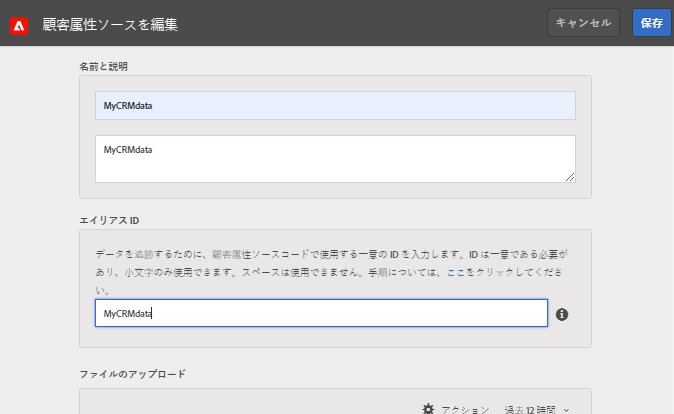 顧客属性ソースを編集
キャンセル
保存
名前と説明
MyCRMdata
MyCRMdata
エイリアス ID
データを追跡するために、顧客属性ソースコードで使用する一意の ID を入力します。ID は一意である必要が
あり、小文字のみ使用できます。スペースは使用できません。手順については、ここをクリックしてくださ
い。
MyCRMdata
ファイルのアップロード
アクション
過去 12 時間